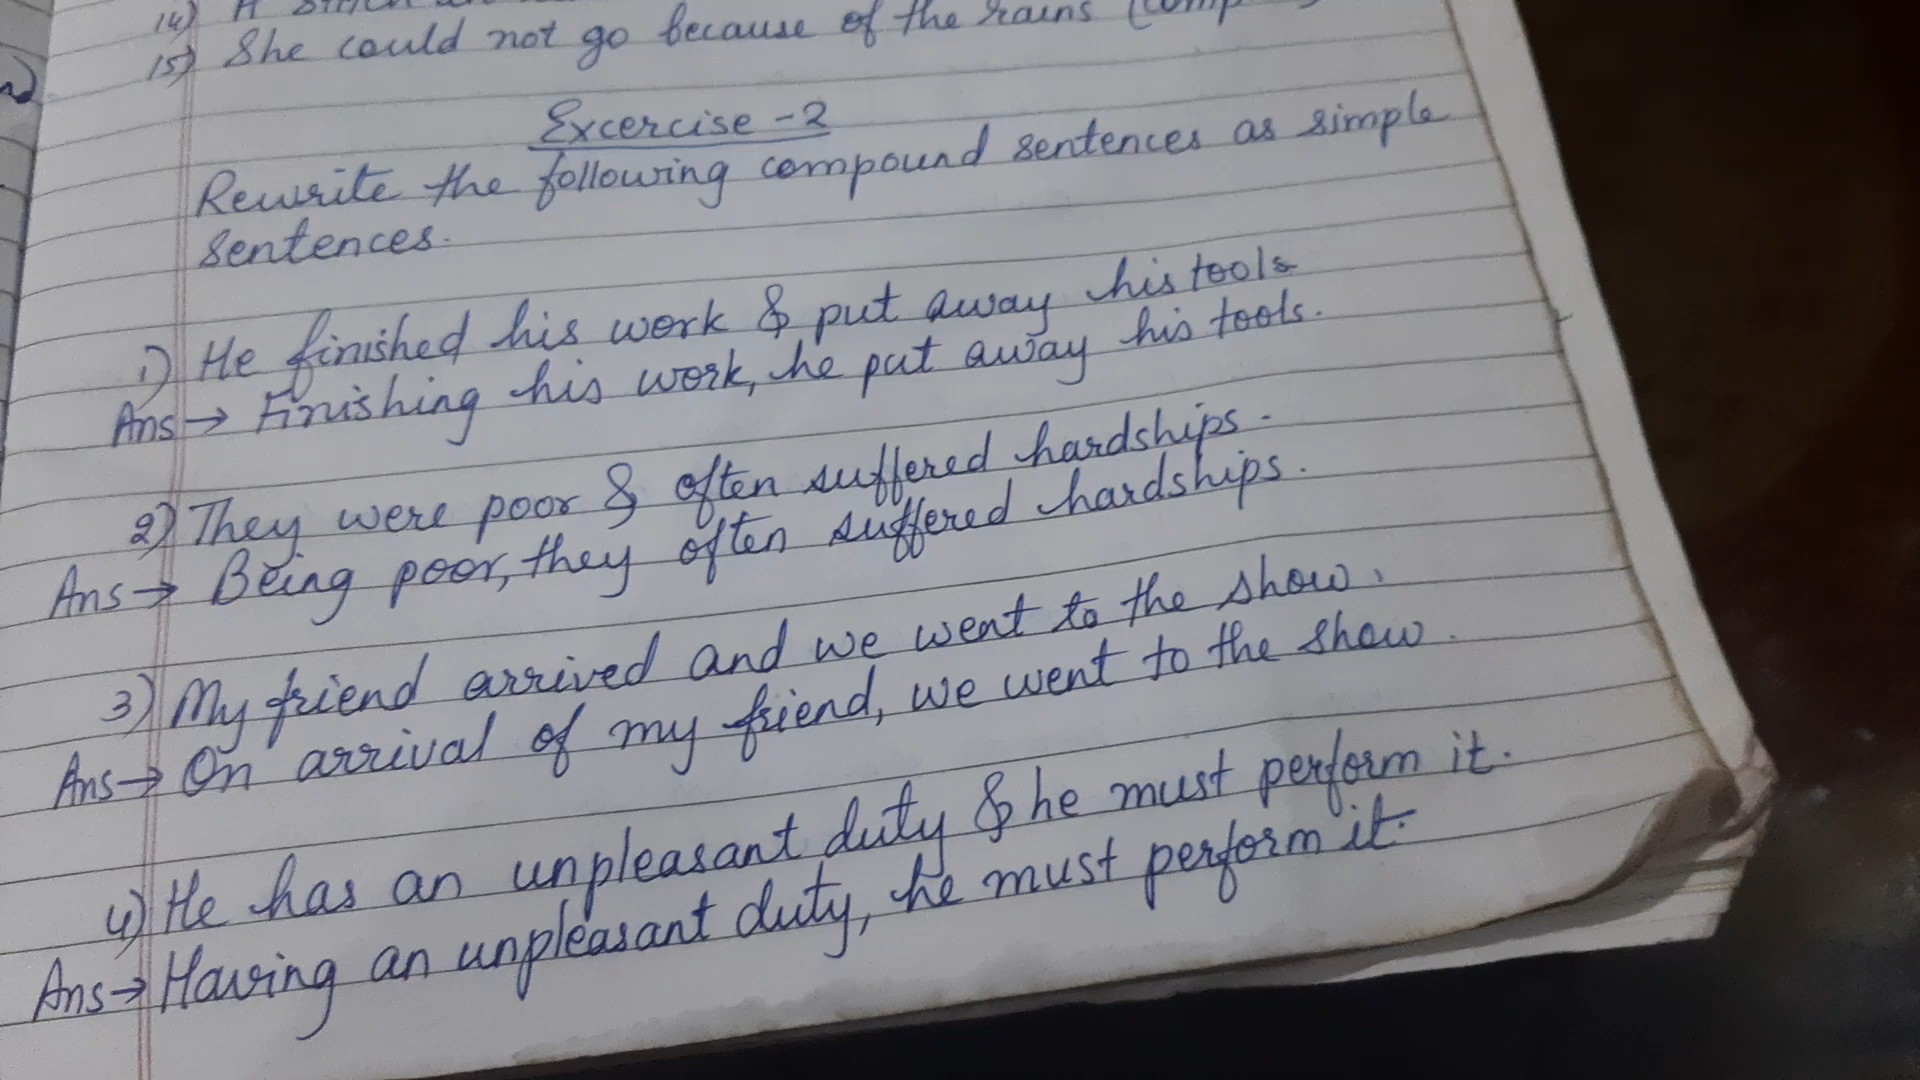 14) A
15) She could not go because of the rains (comp
Excercise -2
Rewrite the following compound sentences as simple
sentences.
1) He finished his work & put away his tools
Ans → Finishing his work, he put away his tools.
2) They were poor & often suffered hardships.
Ans → Being poor, they often suffered hardships.
3) My friend arrived and we went to the show.
Ans → On arrival of my friend, we went to the show.
4) He has an unpleasant duty & he must perform it.
Ans → Having an unpleasant duty, he must perform it.